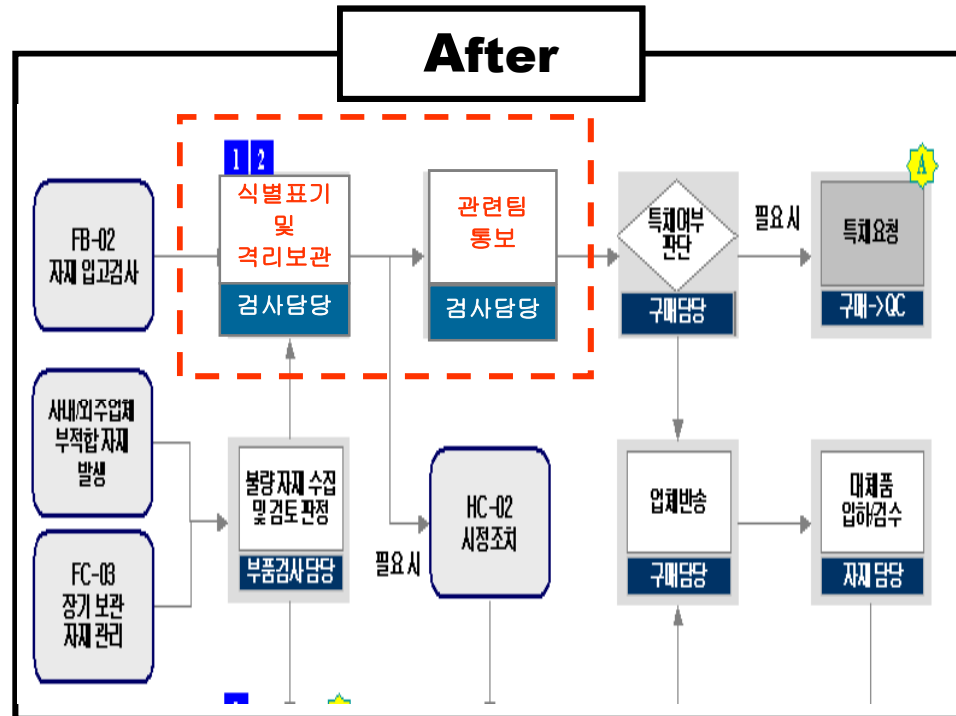 After
1 2
A
식별표기
및
격리보관
검사담당
관련팀
통보
검사담당
FB-02
자재 입고검사
특채여부
판단
구매담당
필요시
특채요청
구매->QC
사내/외주업체
부적합 자재
발생
불량 자재 수집
및 검토 판정
부품검사 담당
HC-02
시정조치
필요시
업체반송
구매담당
대체품
입하/검수
자재 담당
FC-03
장기 보관
자재 관리